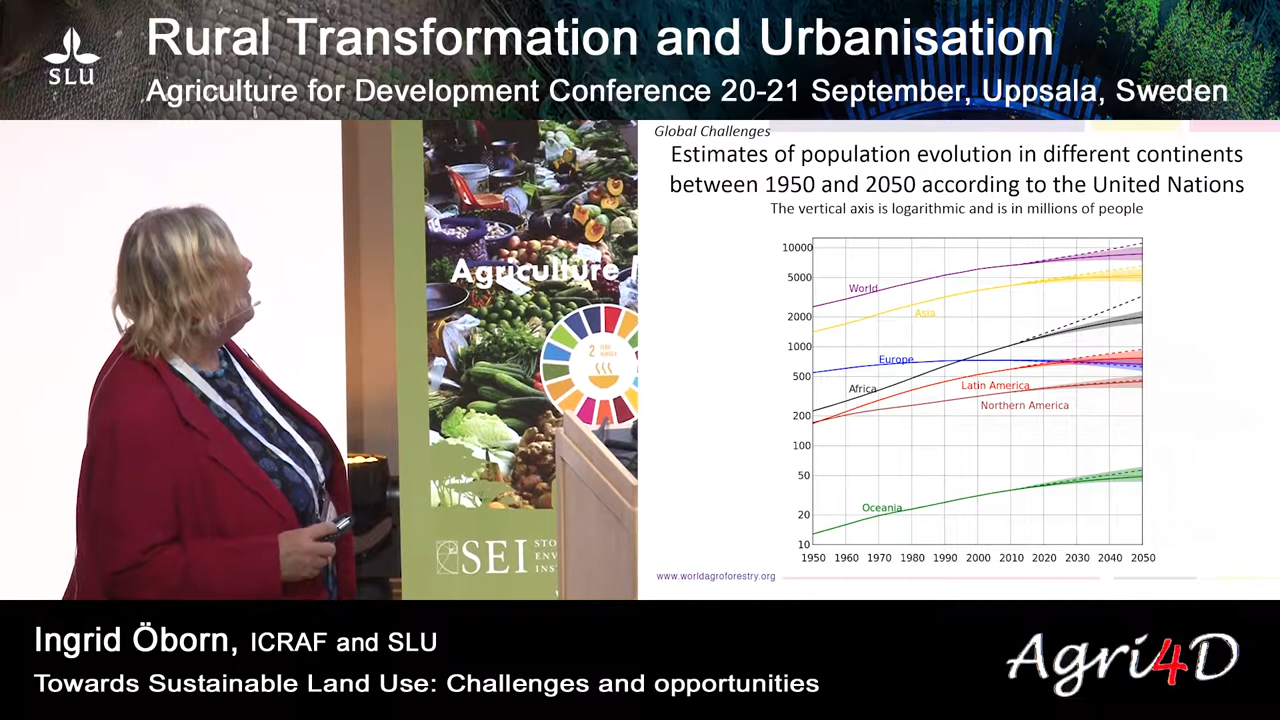 SLU
Rural Transformation and Urbanisation
Agriculture for Development Conference 20-21 September, Uppsala, Sweden
Agriculture
2
SEI
STO
ENV
INS
Global Challenges
Estimates of population evolution in different continents
between 1950 and 2050 according to the United Nations
The vertical axis is logarithmic and is in millions of people
10000
5000
2000
1000
500
200
100
50
20
10
World
Asia
Europe
Africa
Latin America
Northern America
Oceania
1950 1960 1970 1980 1990 2000 2010 2020 2030 2040 2050
www.worldagroforestry.org
Ingrid Öborn, ICRAF and SLU
Towards Sustainable Land Use: Challenges and opportunities
Agri4D